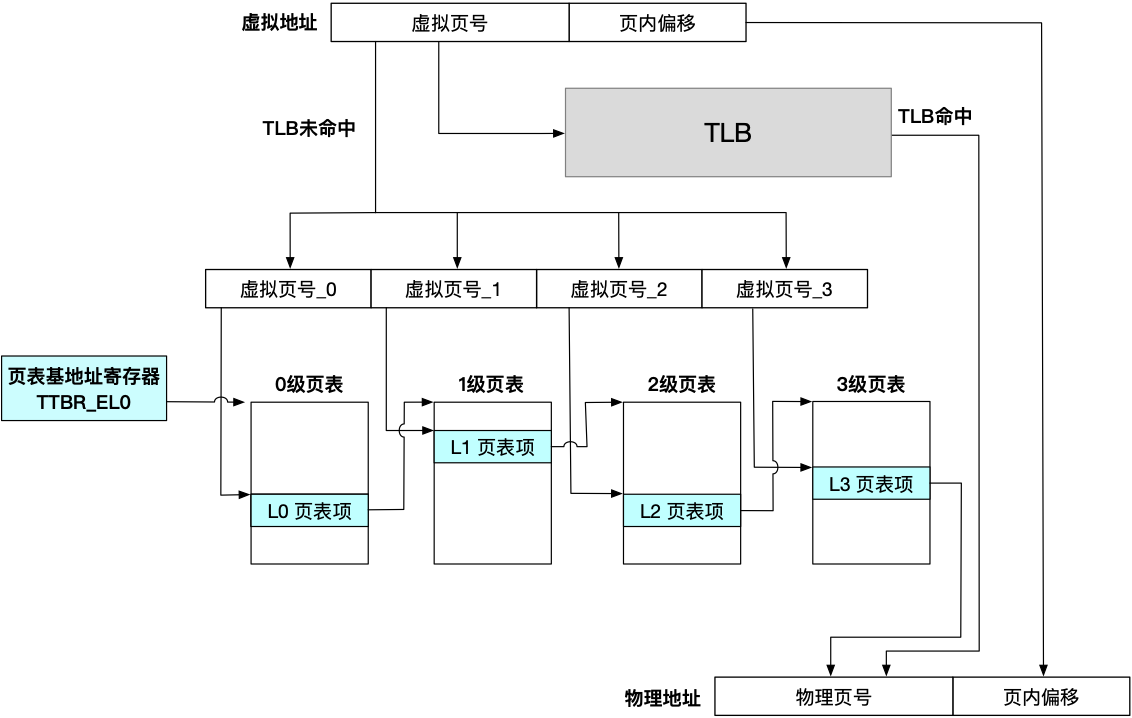 虚拟地址
虚拟页号
页内偏移
TLB未命中
TLB
TLB命中
虚拟页号_0
虚拟页号_1
虚拟页号_2
虚拟页号_3
页表基地址寄存器
TTBR_EL0
0级页表
1级页表
2级页表
3级页表
L1 页表项
L3 页表项
L0 页表项
L2 页表项
物理地址
物理页号
页内偏移